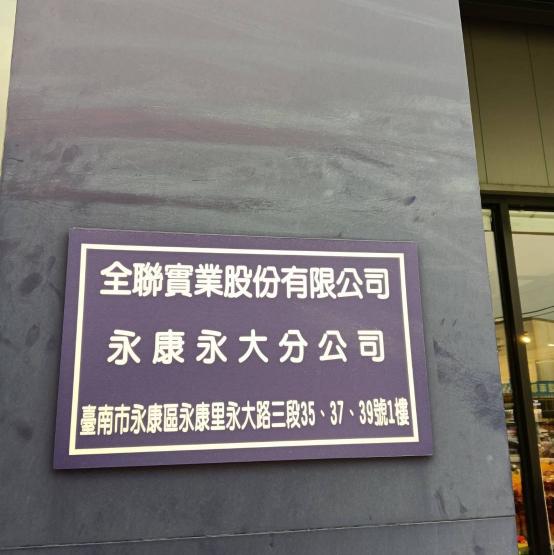 全聯實業股份有限公司
永康永大分公司
臺南市永康區永康里永大路三段35、37、39號1樓